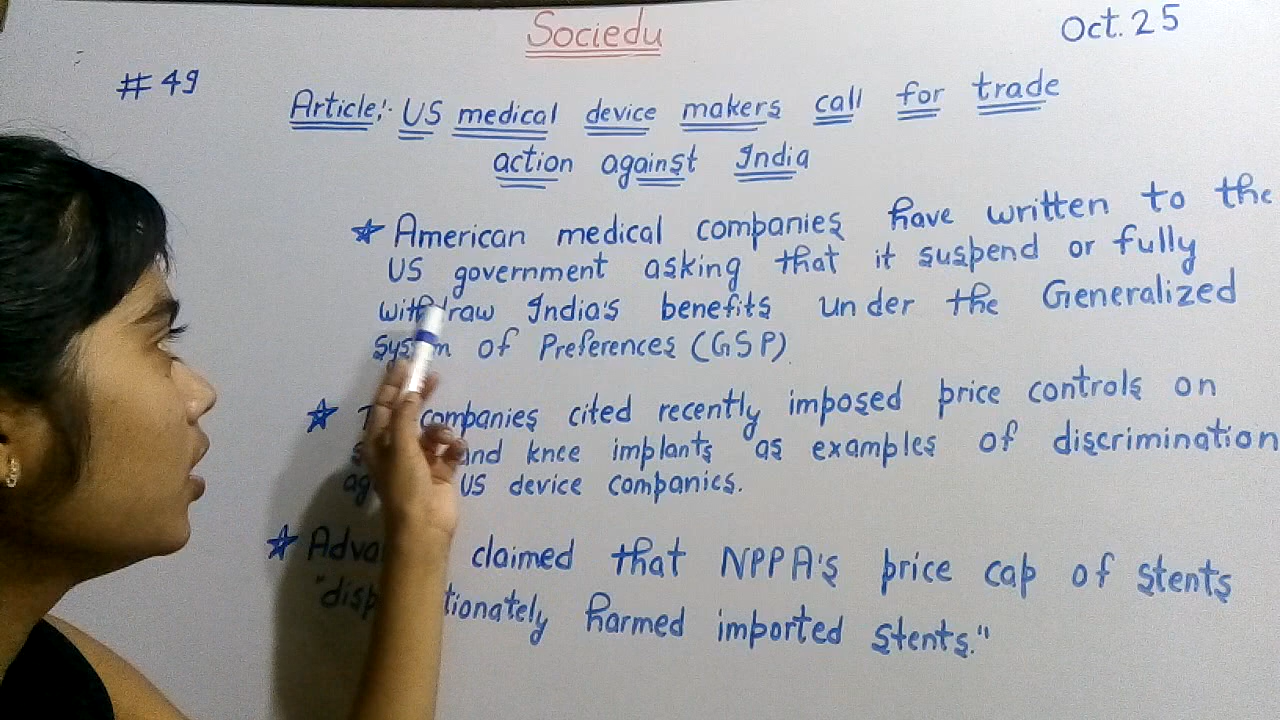 Sociedu
Oct. 25
# 49
Article:- US medical device makers call for trade
action against India
☆ American medical companies have written to the
US government asking that it suspend or fully
withdraw India's benefits under the Generalized
System of Preferences (GSP)
☆ companies cited recently imposed price controls on
and knee implants as examples of discrimination
US device companies.
☆ claimed that NPPA's price cap of stents
harmed imported stents."